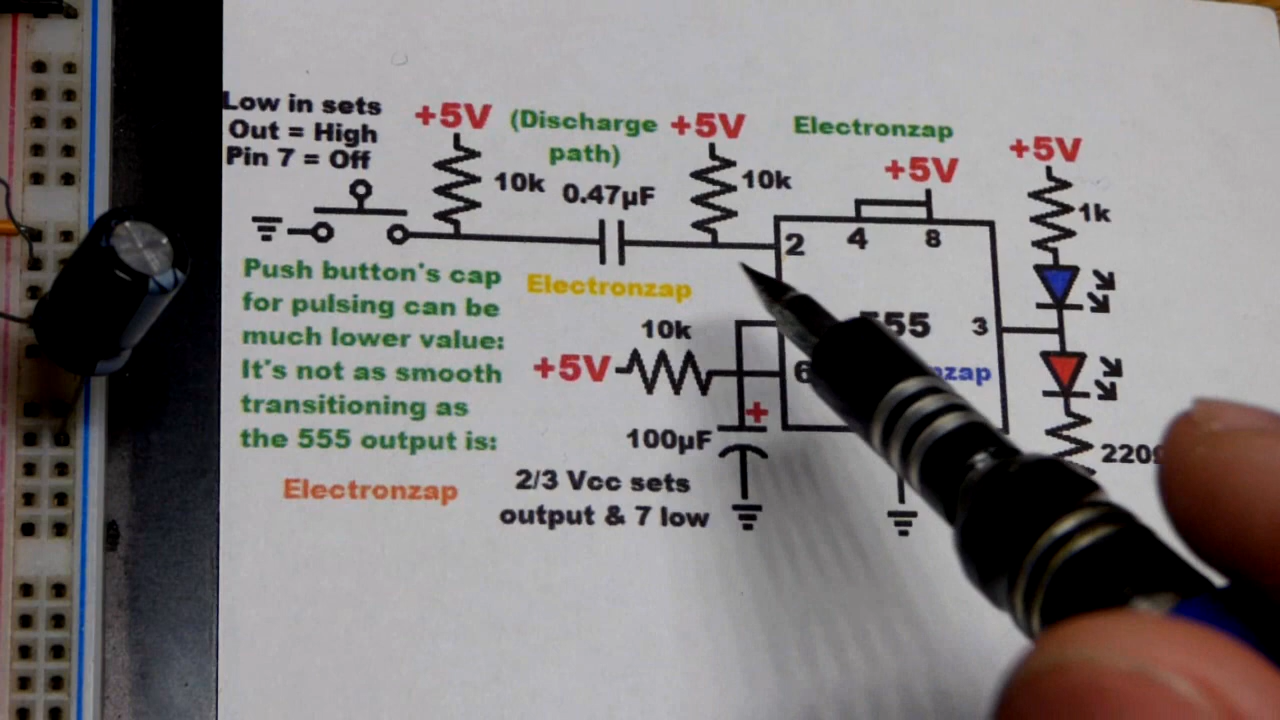 Low in sets
Out = High
Pin 7 = Off
+5V
(Discharge
path)
+5V
Electronzap
+5V
+5V
10k
0.47µF
10k
1k
2
4
8
Push button's cap
for pulsing can be
much lower value:
It's not as smooth
transitioning as
the 555 output is:
Electronzap
10k
+5V
6
3
+
100µF
2/3 Vcc sets
output & 7 low
Electronzap